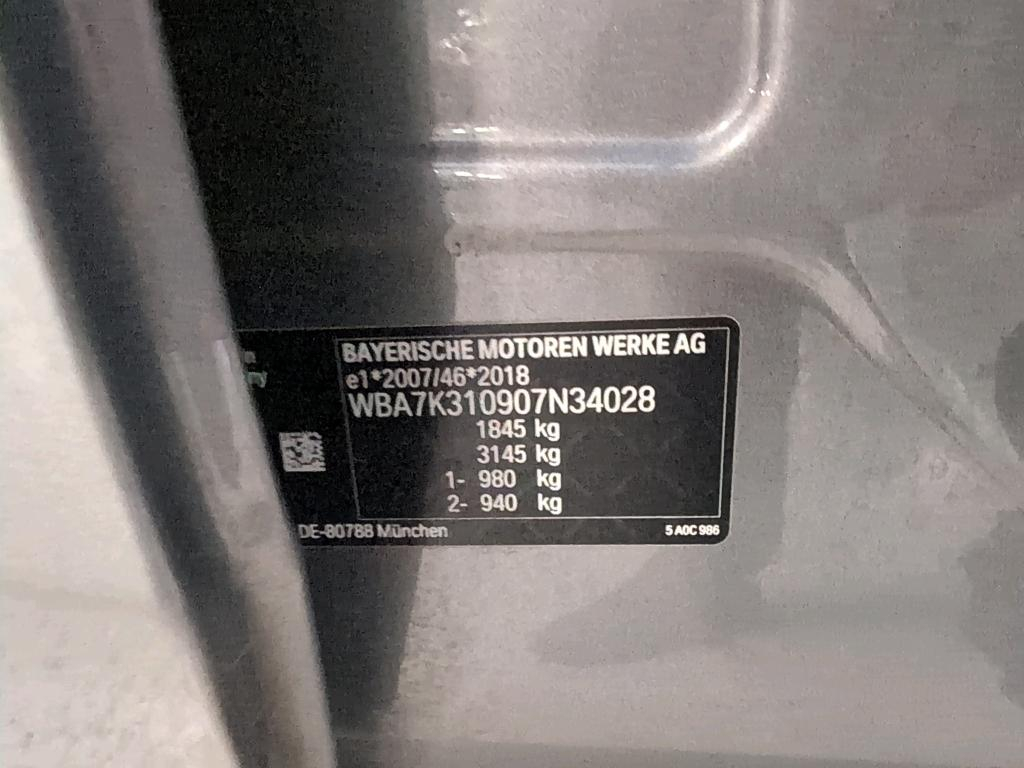 BAYERISCHE MOTOREN WERKE AG
e1*2007/46*2018
WBA7K310907N34028
1845 kg
3145 kg
1- 980 kg
2- 940 kg
DE-80788 München
5 A0C 986